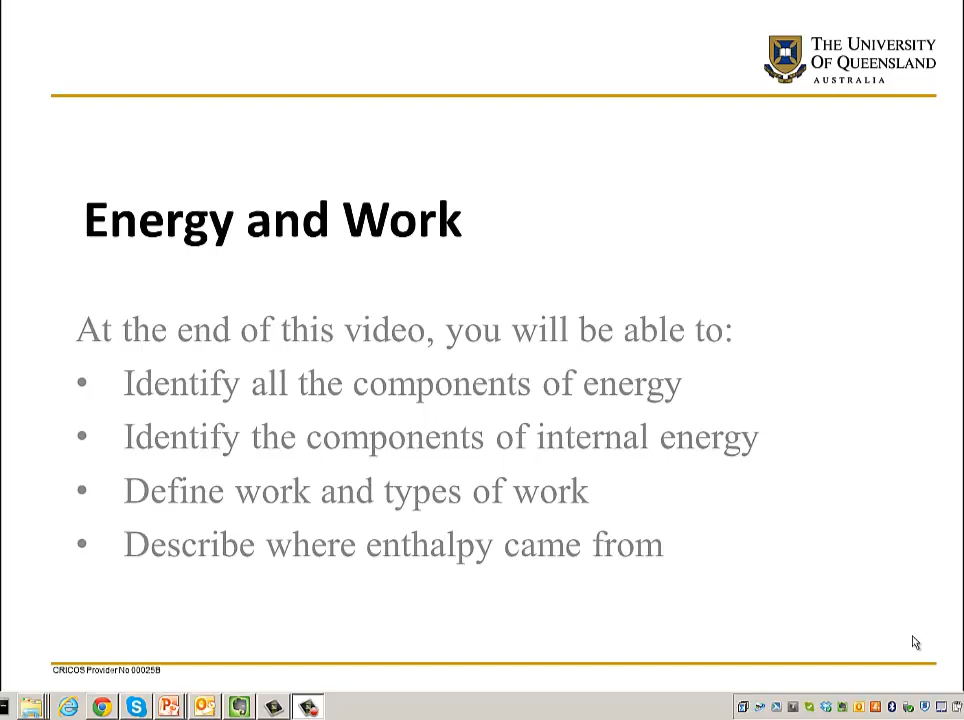 THE UNIVERSITY
OF QUEENSLAND
AUSTRALIA
Energy and Work
At the end of this video, you will be able to:
• Identify all the components of energy
• Identify the components of internal energy
• Define work and types of work
• Describe where enthalpy came from
CRICOS Provider No 00025B